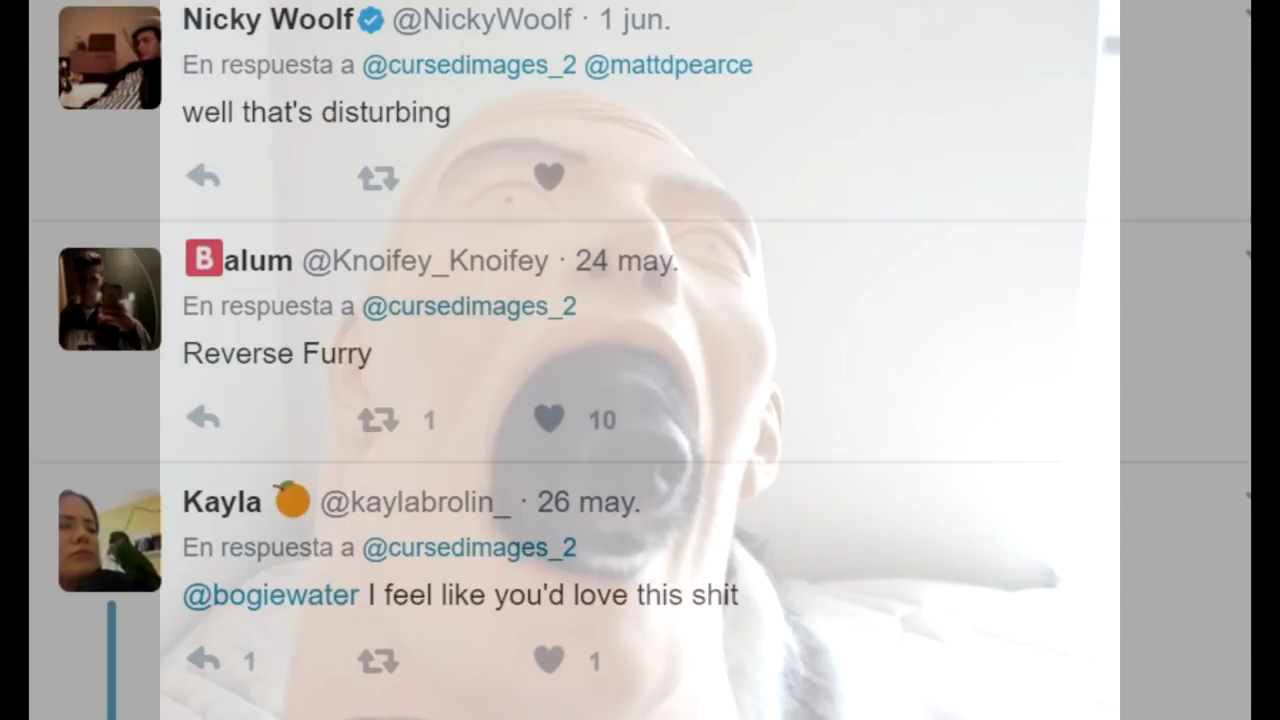 Nicky Woolf @NickyWoolf · 1 jun.
En respuesta a @cursedimages_2 @mattdpearce
well that's disturbing
Balum @Knoifey_Knoifey · 24 may.
En respuesta a @cursedimages_2
Reverse Furry
1 10
Kayla @kaylabrolin_ · 26 may.
En respuesta a @cursedimages_2
@bogiewater I feel like you'd love this shit
1 1